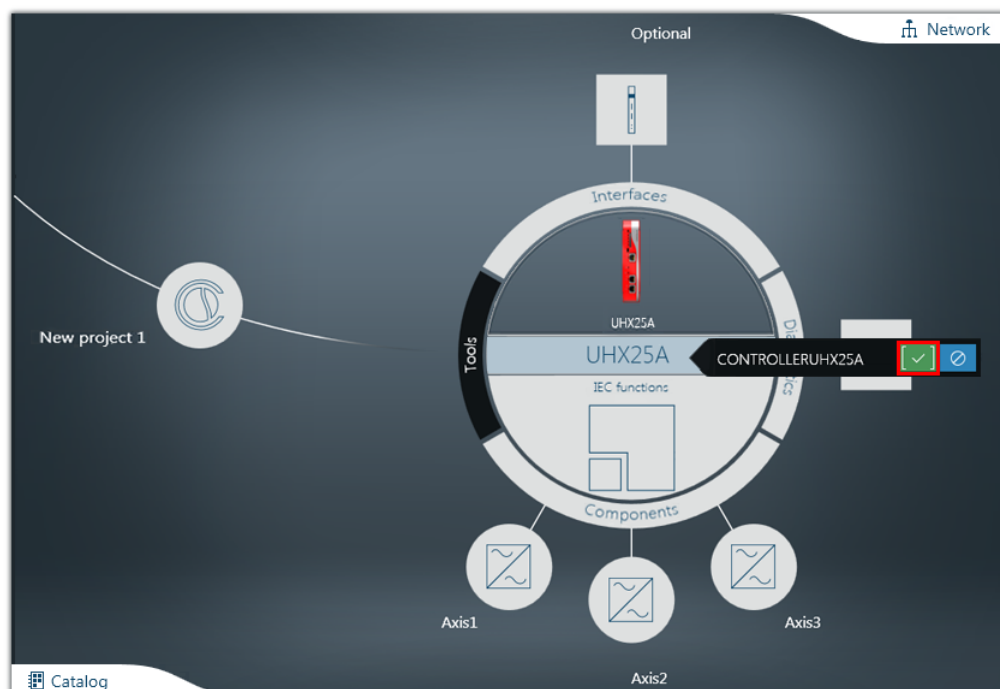 Optional
Network
Interfaces
UHX25A
New project 1
Tools
UHX25A
CONTROLLERUHX25A
IEC functions
Components
Axis1
Axis3
Axis2
Catalog